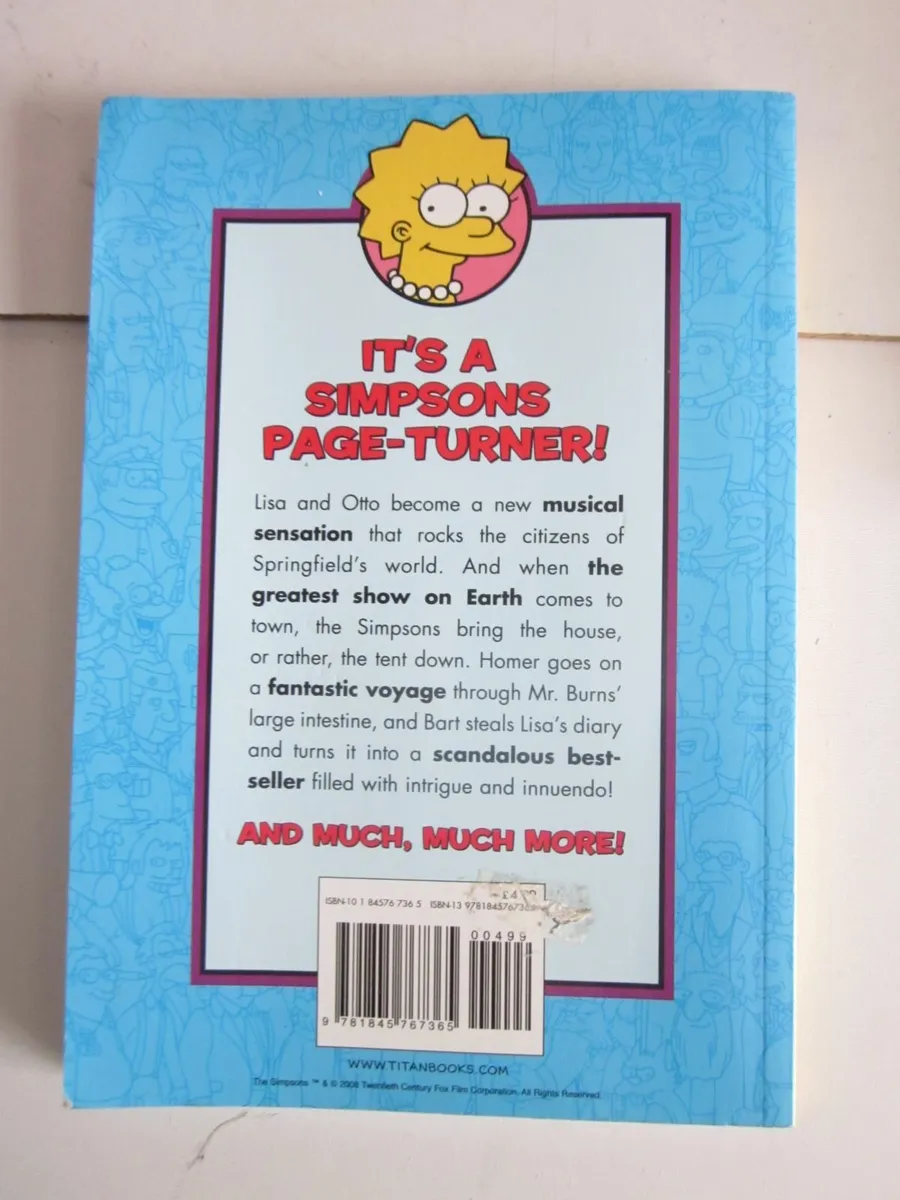 IT'S A
SIMPSONS
PAGE-TURNER!
Lisa and Otto become a new musical
sensation that rocks the citizens of
Springfield's world. And when the
greatest show on Earth comes to
town, the Simpsons bring the house,
or rather, the tent down. Homer goes on
a fantastic voyage through Mr. Burns'
large intestine, and Bart steals Lisa's diary
and turns it into a scandalous best-
seller filled with intrigue and innuendo!
AND MUCH, MUCH MORE!
ISBN-10 1 84576 736 5 ISBN-13
00499
9 781845 767365
WWW.TITANBOOKS.COM
The Simpsons ™ & © 2008 Twentieth Century Fox Film Corporation. All Rights Reserved.